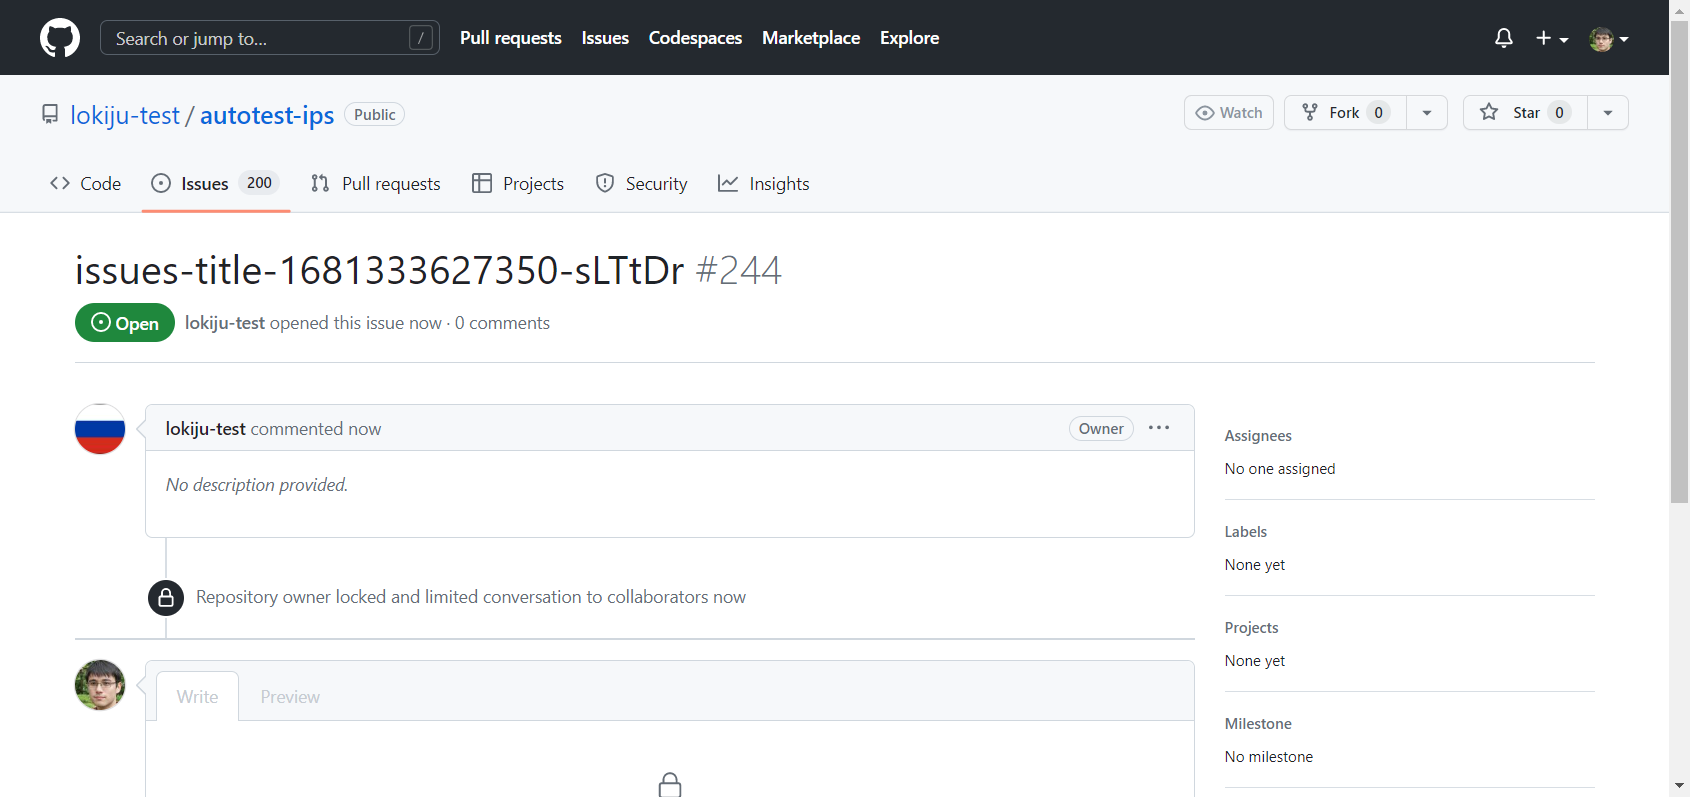 Search or jump to... /
Pull requests Issues Codespaces Marketplace Explore
lokiju-test / autotest-ips Public
Watch Fork 0 Star 0
Code Issues 200 Pull requests Projects Security Insights
issues-title-1681333627350-sLTtDr #244
Open lokiju-test opened this issue now · 0 comments
lokiju-test commented now Owner
No description provided.
Repository owner locked and limited conversation to collaborators now
Write Preview
Assignees
No one assigned
Labels
None yet
Projects
None yet
Milestone
No milestone